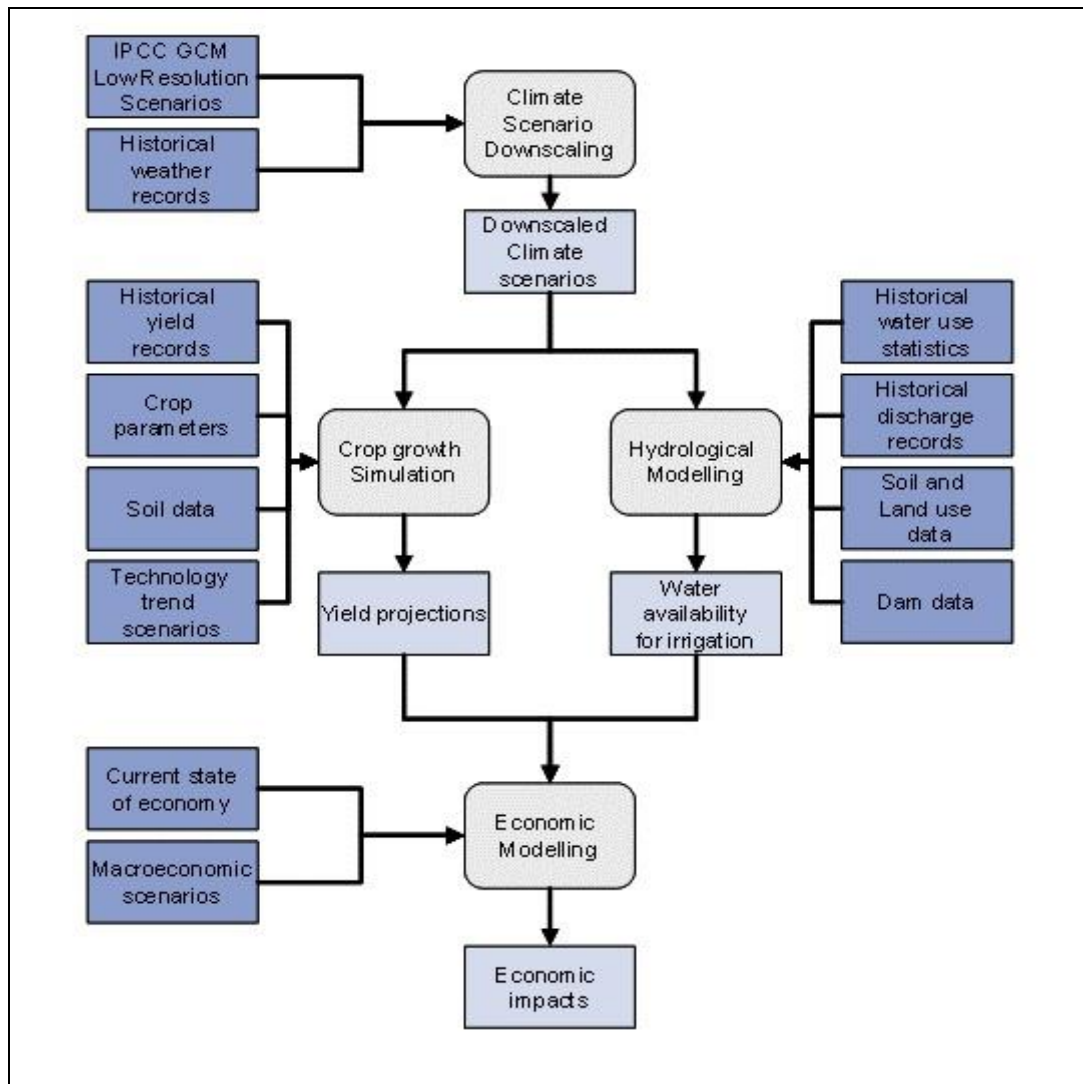 IPCC GCM
Low Resolution
Scenarios
Historical
weather
records
Climate
Scenario
Downscaling
Downscaled
Climate
scenarios
Historical
yield
records
Crop
parameters
Soil data
Technology
trend
scenarios
Crop growth
Simulation
Hydrological
Modelling
Historical
water use
statistics
Historical
discharge
records
Soil and
Land use
data
Dam data
Yield projections
Water
availability
for irrigation
Current state
of economy
Macroeconomic
scenarios
Economic
Modelling
Economic
impacts